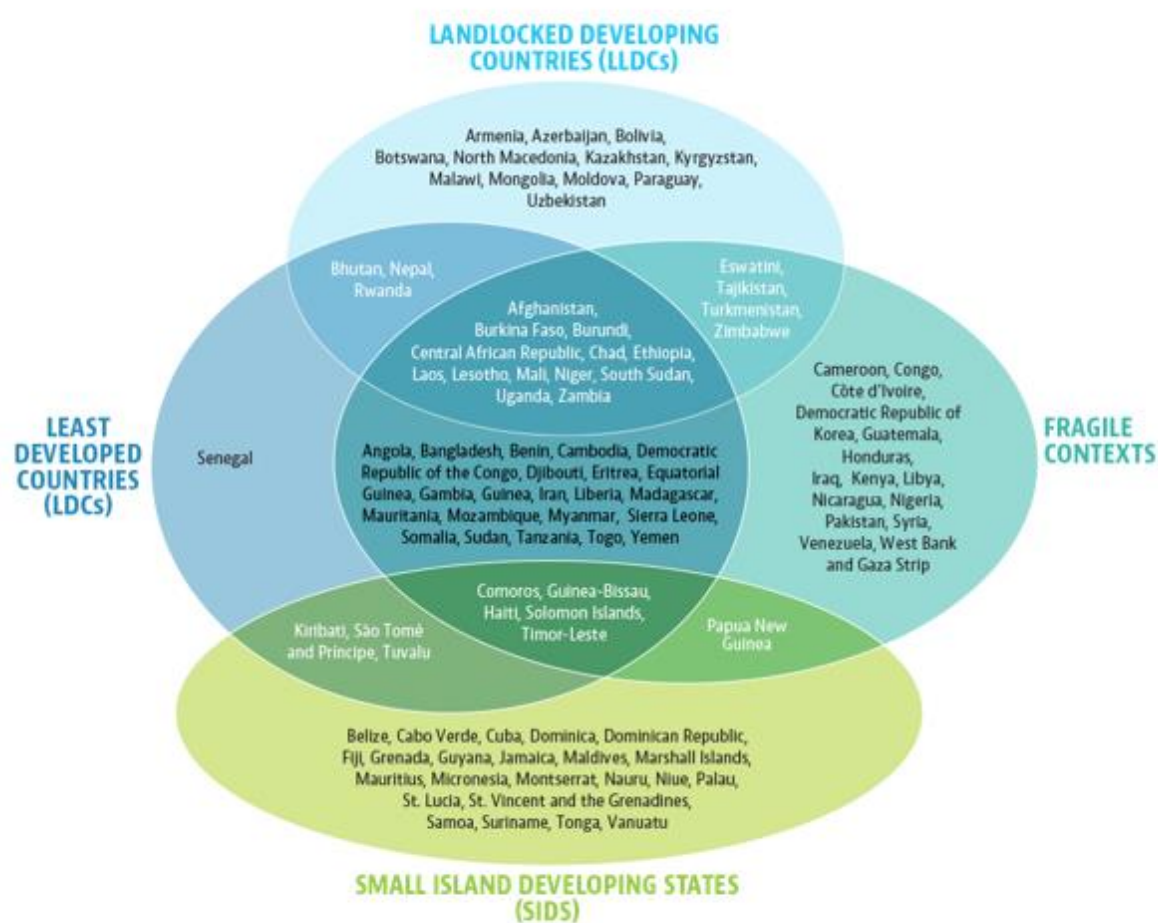 LANDLOCKED DEVELOPING
COUNTRIES (LLDCs)
Armenia, Azerbaijan, Bolivia,
Botswana, North Macedonia, Kazakhstan, Kyrgyzstan,
Malawi, Mongolia, Moldova, Paraguay,
Uzbekistan
Bhutan, Nepal,
Rwanda
Eswatini,
Tajikistan,
Turkmenistan,
Zimbabwe
Afghanistan,
Burkina Faso, Burundi,
Central African Republic, Chad, Ethiopia,
Laos, Lesotho, Mali, Niger, South Sudan,
Uganda, Zambia
LEAST
DEVELOPED
COUNTRIES
(LDCs)
Senegal
Angola, Bangladesh, Benin, Cambodia, Democratic
Republic of the Congo, Djibouti, Eritrea, Equatorial
Guinea, Gambia, Guinea, Iran, Liberia, Madagascar,
Mauritania, Mozambique, Myanmar, Sierra Leone,
Somalia, Sudan, Tanzania, Togo, Yemen
Cameroon, Congo,
Côte d'Ivoire,
Democratic Republic of
Korea, Guatemala,
Honduras,
Iraq, Kenya, Libya,
Nicaragua, Nigeria,
Pakistan, Syria,
Venezuela, West Bank
and Gaza Strip
FRAGILE
CONTEXTS
Kiribati, São Tomé
and Príncipe, Tuvalu
Comoros, Guinea-Bissau,
Haiti, Solomon Islands,
Timor-Leste
Papua New
Guinea
Belize, Cabo Verde, Cuba, Dominica, Dominican Republic,
Fiji, Grenada, Guyana, Jamaica, Maldives, Marshall Islands,
Mauritius, Micronesia, Montserrat, Nauru, Niue, Palau,
St. Lucia, St. Vincent and the Grenadines,
Samoa, Suriname, Tonga, Vanuatu
SMALL ISLAND DEVELOPING STATES
(SIDS)